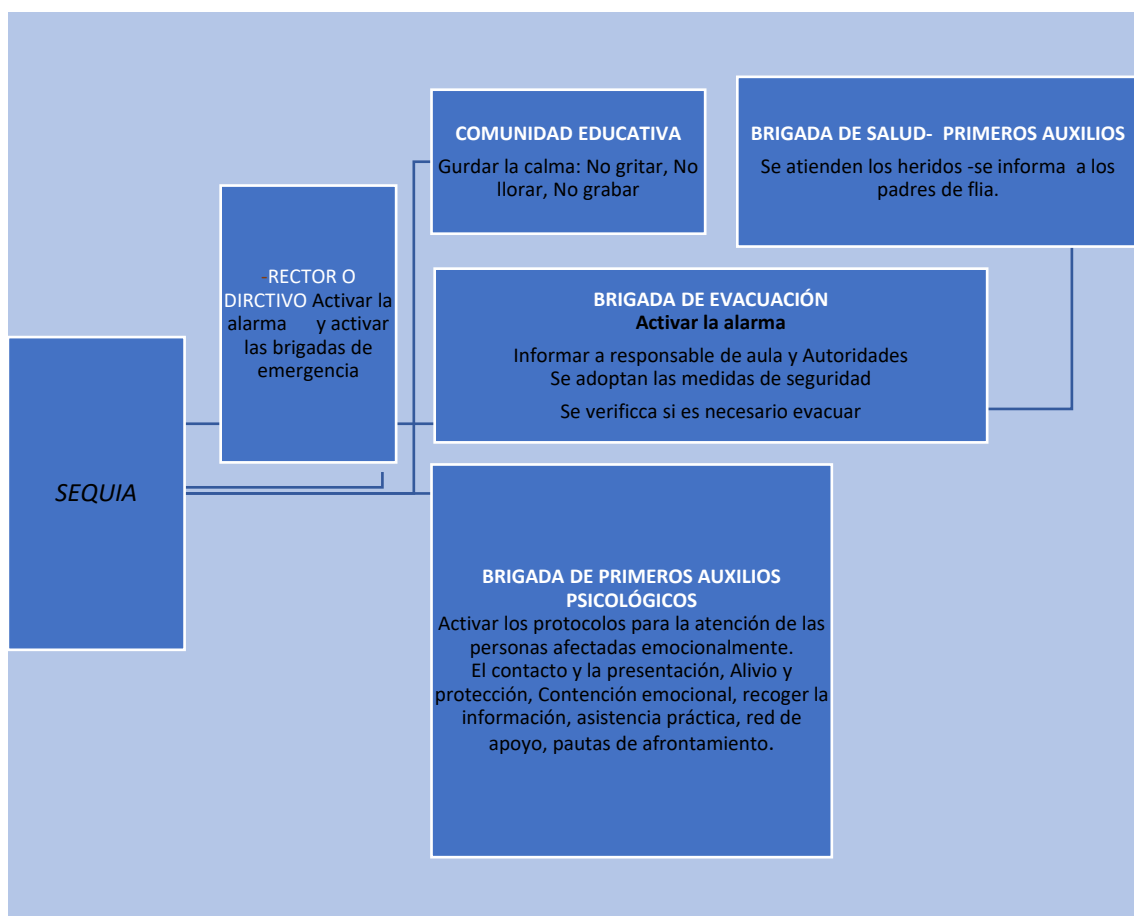 SEQUIA
-RECTOR O
DIRCTIVO Activar la
alarma y activar
las brigadas de
emergencia
COMUNIDAD EDUCATIVA
Gurdar la calma: No gritar, No
llorar, No grabar
BRIGADA DE SALUD- PRIMEROS AUXILIOS
Se atienden los heridos -se informa a los
padres de flia.
BRIGADA DE EVACUACIÓN
Activar la alarma
Informar a responsable de aula y Autoridades
Se adoptan las medidas de seguridad
Se verificca si es necesario evacuar
BRIGADA DE PRIMEROS AUXILIOS
PSICOLÓGICOS
Activar los protocolos para la atención de las
personas afectadas emocionalmente.
El contacto y la presentación, Alivio y
protección, Contención emocional, recoger la
información, asistencia práctica, red de
apoyo, pautas de afrontamiento.